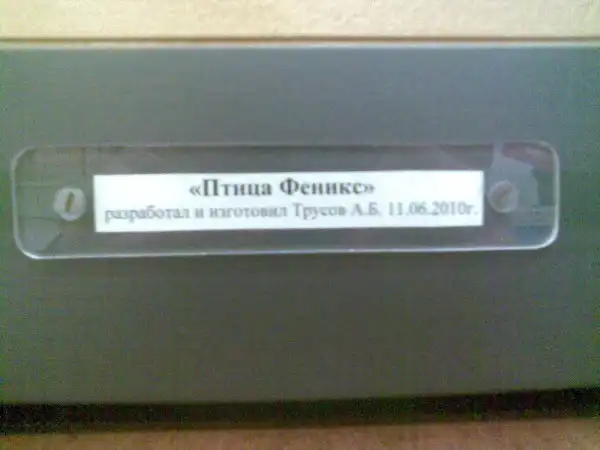 «Птица Феникс»
разработал и изготовил Трусов А.Б. 11.06.2010г.